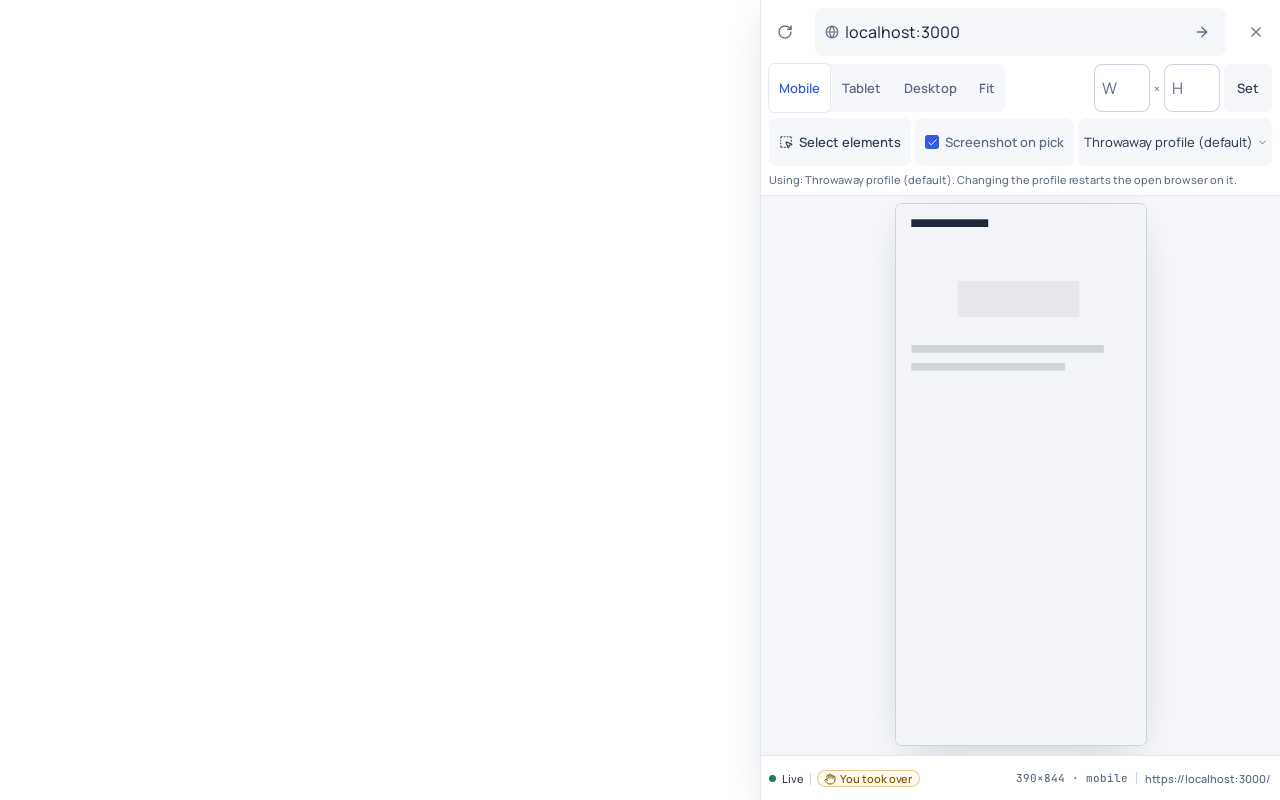 localhost:3000
Mobile Tablet Desktop Fit W × H Set
Select elements Screenshot on pick Throwaway profile (default)
Using: Throwaway profile (default). Changing the profile restarts the open browser on it.
Live You took over 390×844 · mobile https://localhost:3000/